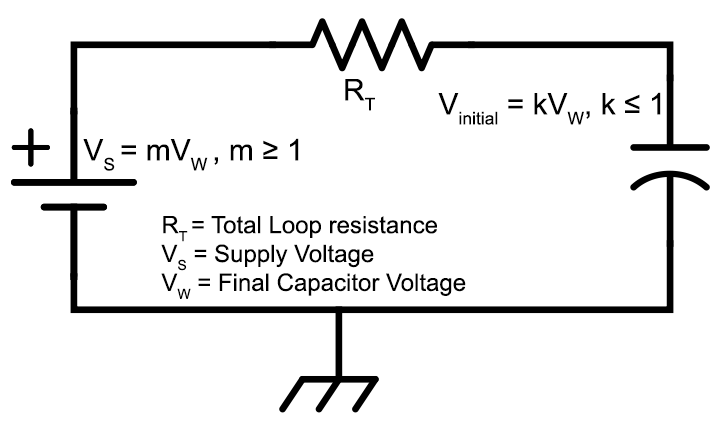 R_T
V_initial = kV_W, k ≤ 1
+
V_S = mV_W , m ≥ 1
R_T = Total Loop resistance
V_S = Supply Voltage
V_W = Final Capacitor Voltage